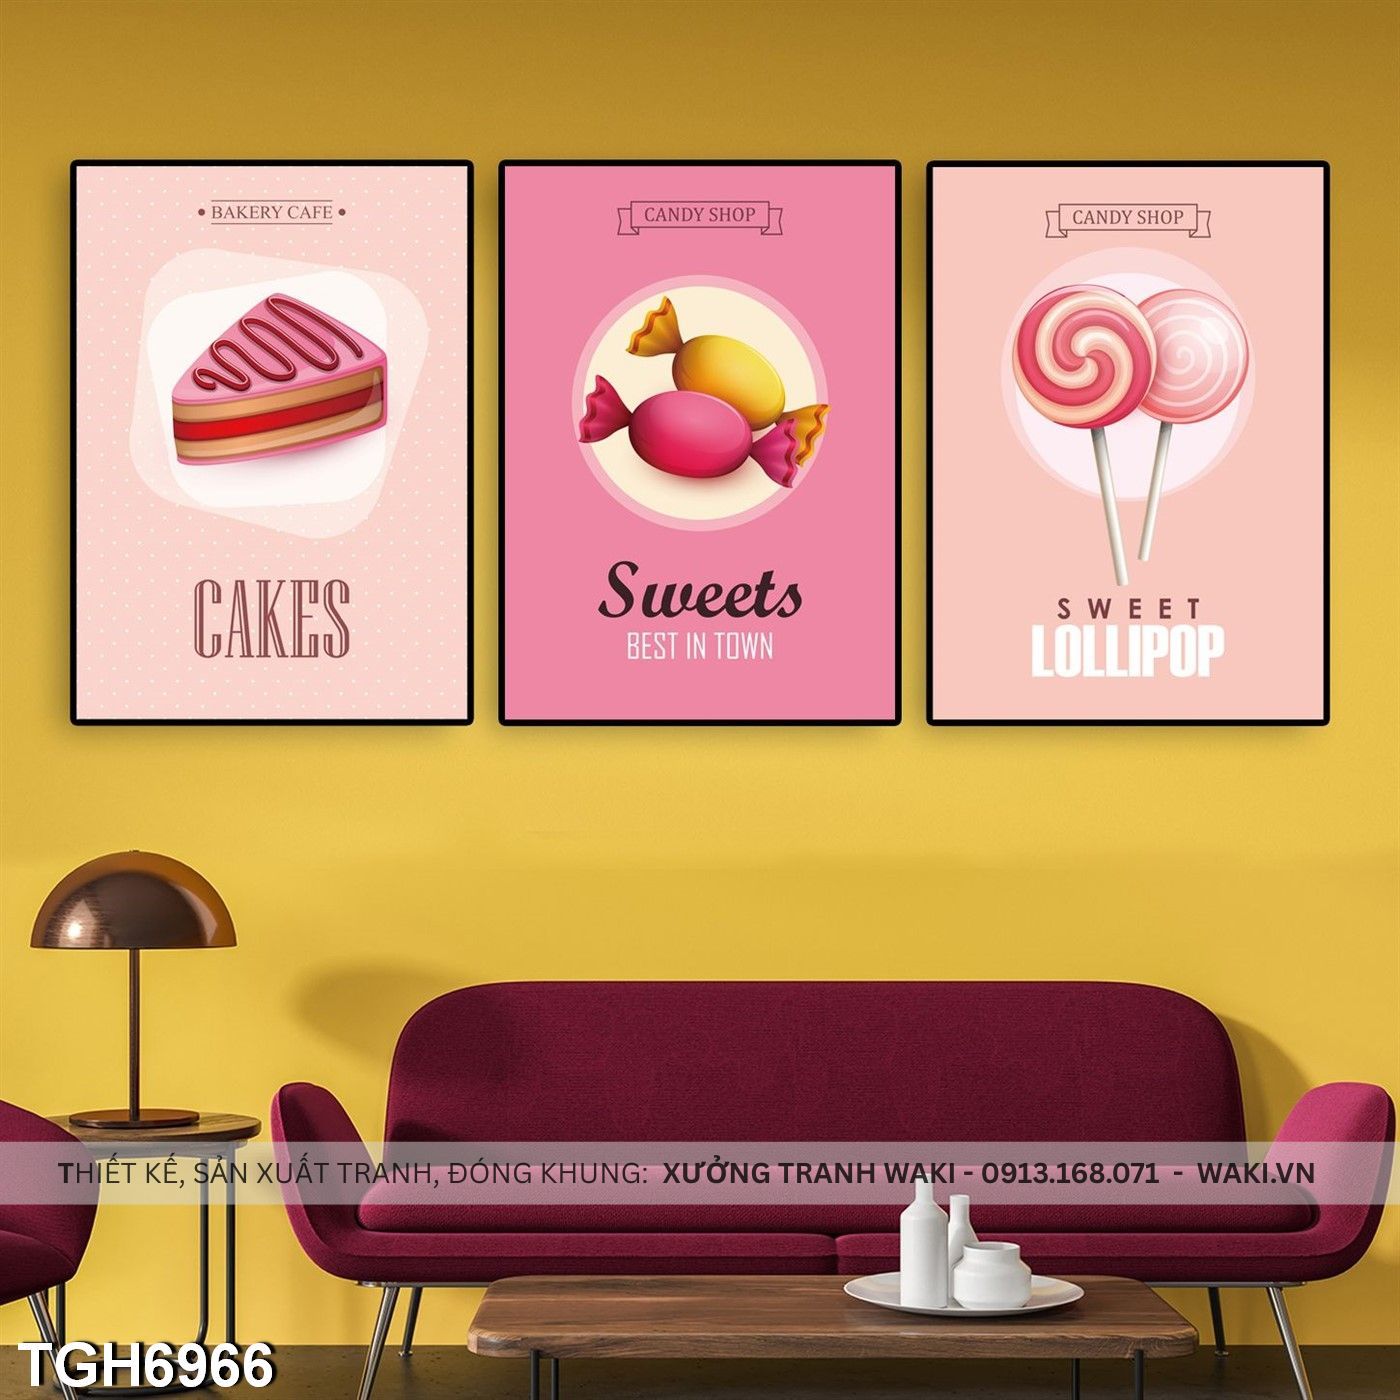 BAKERY CAFE
CAKES
CANDY SHOP
Sweets
BEST IN TOWN
CANDY SHOP
SWEET
LOLLIPOP
THIẾT KẾ, SẢN XUẤT TRANH, ĐÓNG KHUNG: XƯỞNG TRANH WAKI - 0913.168.071 - WAKI.VN
TGH6966